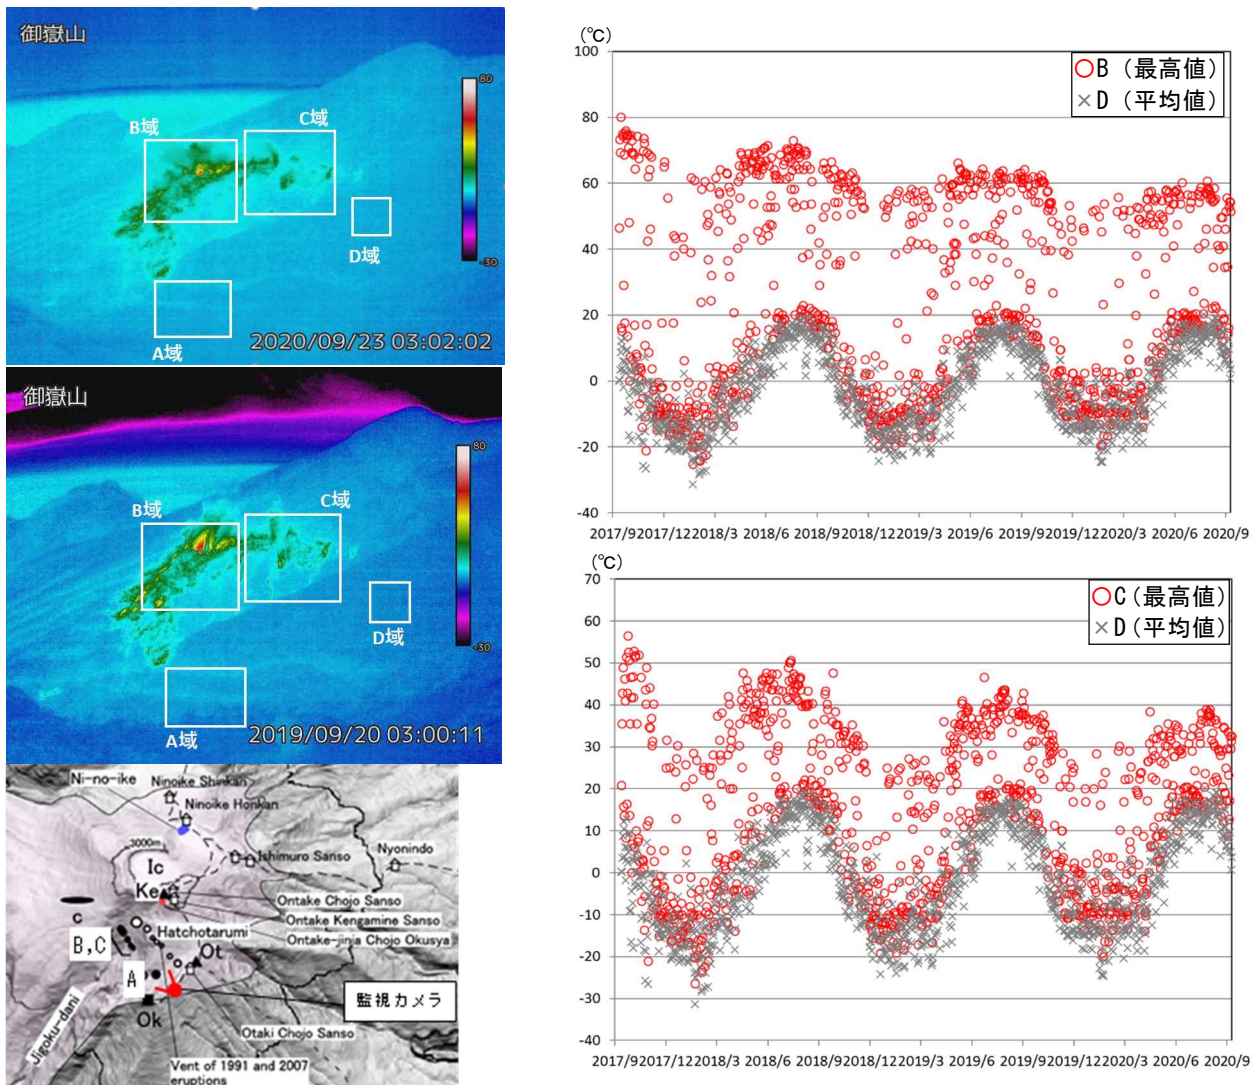 御嶽山
80
B域
C域
D域
A域
-30
2020/09/23 03:02:02
御嶽山
80
B域
C域
D域
A域
-30
2019/09/20 03:00:11
Ni-no-ike
Ninoike Shinkan
Ninoike Honkan
3000m
Ic
Ishimuro Sanso
Nyonindo
Ke
Ontake Chojo Sanso
c
Ontake Kengamine Sanso
Hatchotarumi
B,C
Ontake-jinja Chojo Okusya
Ot
A
監視カメラ
Ok
Jigoku-dani
Otaki Chojo Sanso
Vent of 1991 and 2007
eruptions
(℃)
100
80
60
40
20
0
-20
-40
B (最高値)
D (平均値)
2017/9 2017/12 2018/3 2018/6 2018/9 2018/12 2019/3 2019/6 2019/9 2019/12 2020/3 2020/6 2020/9
(℃)
70
60
50
40
30
20
10
0
-10
-20
-30
-40
C(最高値)
D(平均値)
2017/9 2017/12 2018/3 2018/6 2018/9 2018/12 2019/3 2019/6 2019/9 2019/12 2020/3 2020/6 2020/9